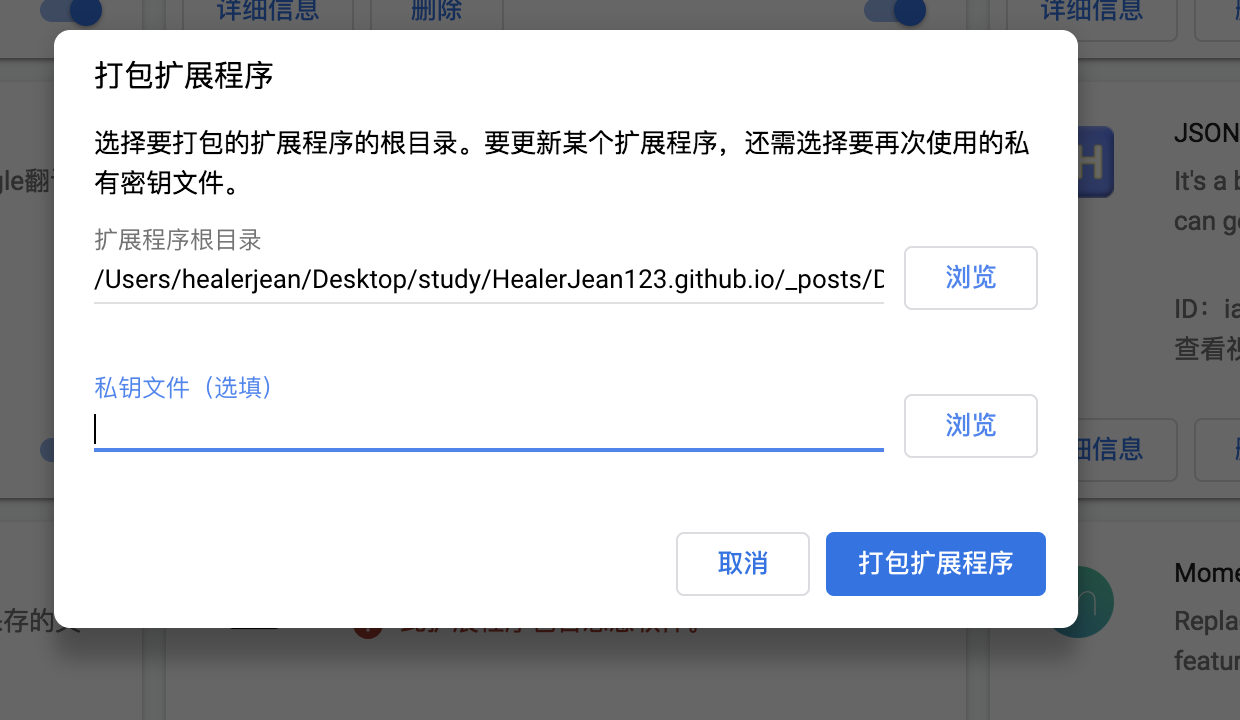 详细信息
删除
详细信息
打包扩展程序
选择要打包的扩展程序的根目录。要更新某个扩展程序，还需选择要再次使用的私
有密钥文件。
扩展程序根目录
/Users/healerjean/Desktop/study/HealerJean123.github.io/_posts/D
浏览
私钥文件（选填）
浏览
取消
打包扩展程序
JSON
It's a b
can g
ID：ia
查看视
细信息
gle翻
H
存的
Mome
Repla
featur
n